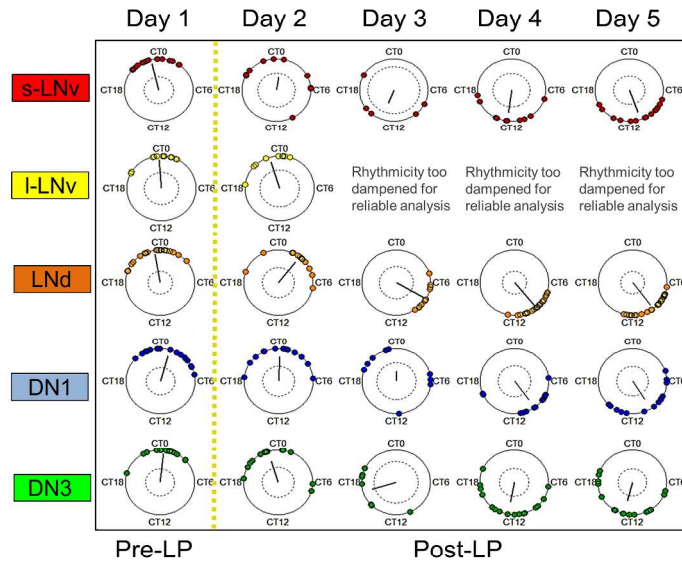 Day 1 Day 2 Day 3 Day 4 Day 5
s-LNv
CT0 CT0 CT0 CT0 CT0
CT18 CT6 CT18 CT6 CT18 CT6 CT18 CT6 CT18 CT6
CT12 CT12 CT12 CT12 CT12
l-LNv
CT0 CT0
CT18 CT6 CT18 CT6
CT12 CT12
Rhythmicity too
dampened for
reliable analysis
Rhythmicity too
dampened for
reliable analysis
Rhythmicity too
dampened for
reliable analysis
LNd
CT0 CT0 CT0 CT0 CT0
CT18 CT6 CT18 CT6 CT18 CT6 CT18 CT6 CT18 CT6
CT12 CT12 CT12 CT12 CT12
DN1
CT0 CT0 CT0 CT0 CT0
CT18 CT6 CT18 CT6 CT18 CT6 CT18 CT6 CT18 CT6
CT12 CT12 CT12 CT12 CT12
DN3
CT0 CT0 CT0 CT0 CT0
CT18 CT6 CT18 CT6 CT18 CT6 CT18 CT6 CT18 CT6
CT12 CT12 CT12 CT12 CT12
Pre-LP Post-LP